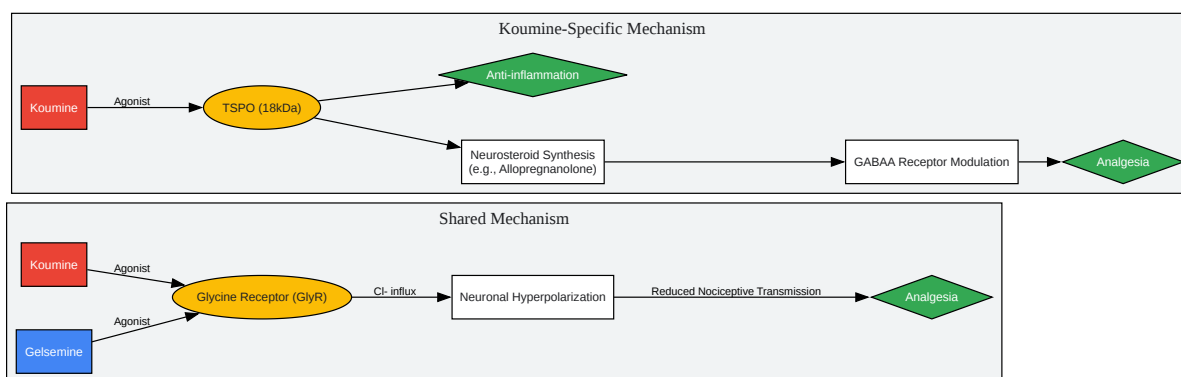 Koumine-Specific Mechanism
Anti-inflammation
Koumine
Agonist
TSPO (18kDa)
Neurosteroid Synthesis
(e.g., Allopregnanolone)
GABAA Receptor Modulation
Analgesia
Shared Mechanism
Koumine
Agonist
Glycine Receptor (GlyR)
Cl- influx
Neuronal Hyperpolarization
Reduced Nociceptive Transmission
Analgesia
Agonist
Gelsemine